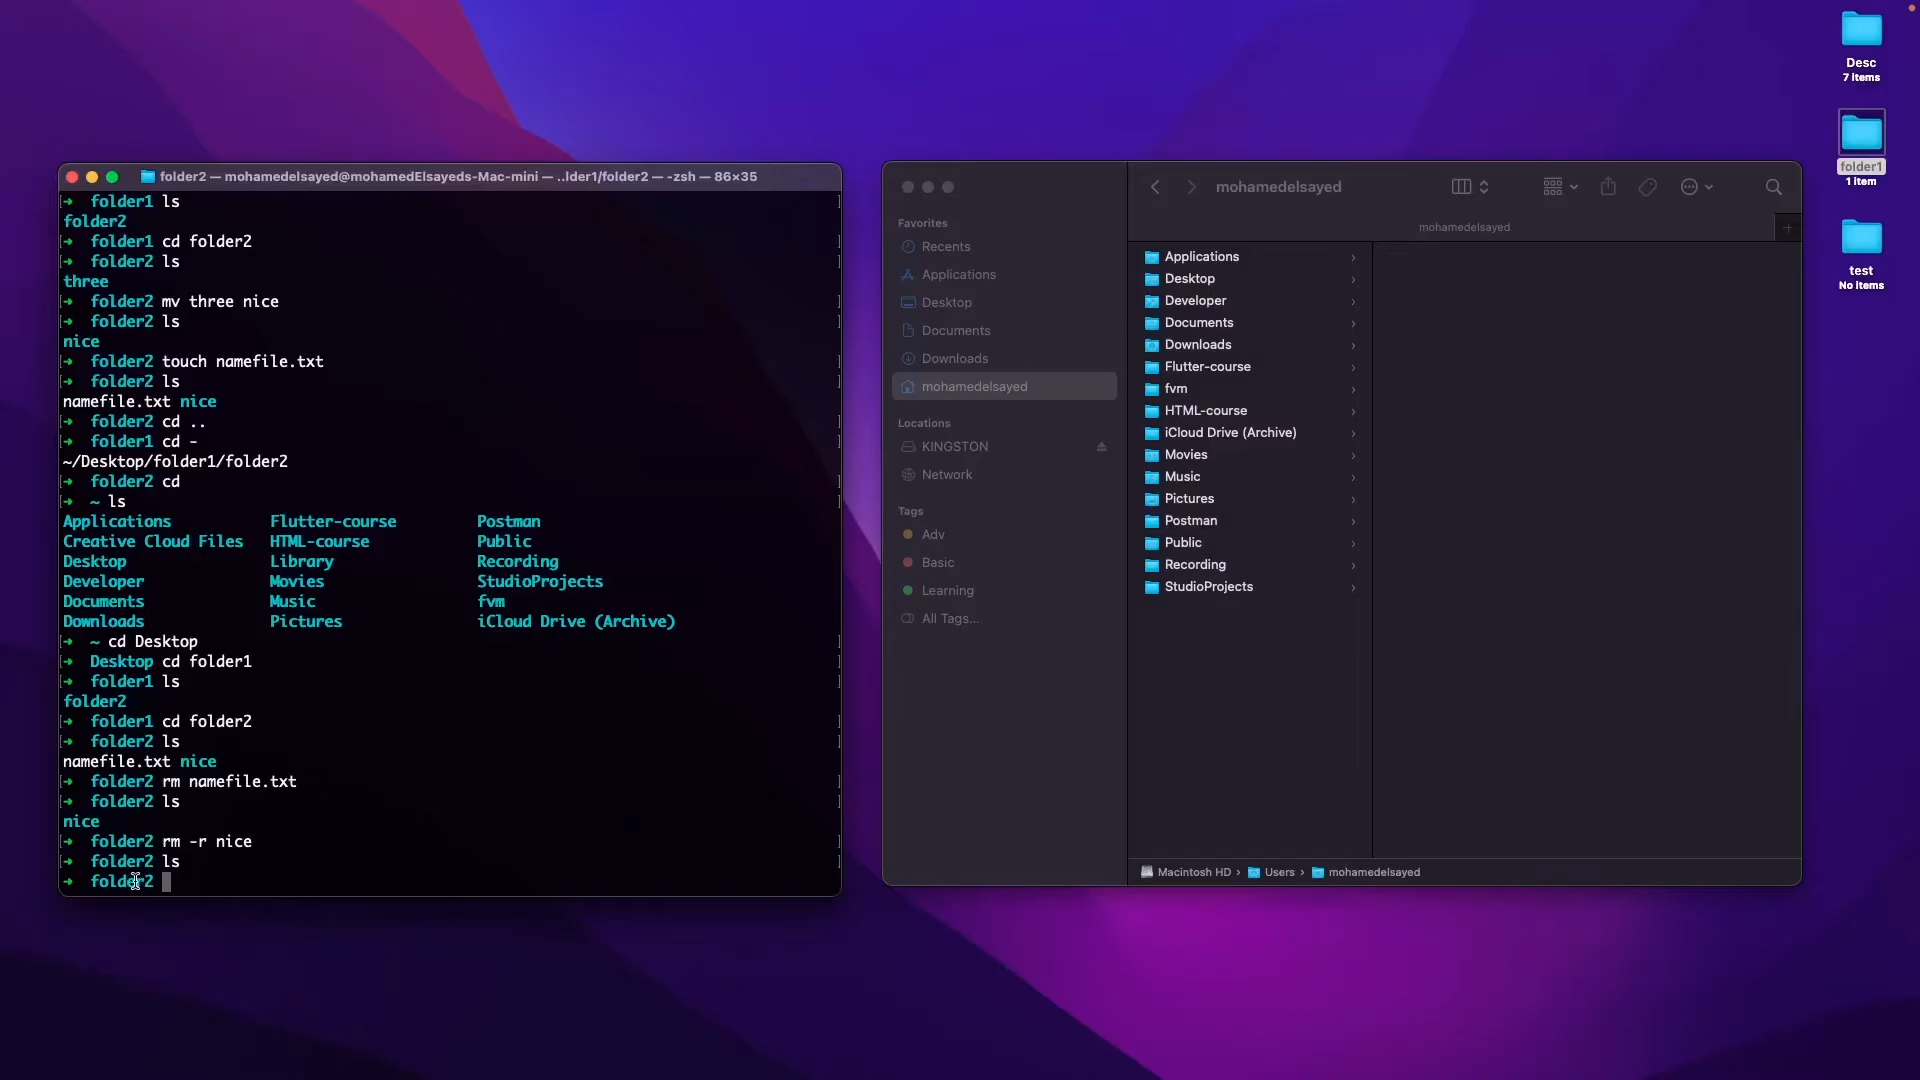 folder2 — mohamedelsayed@mohamedElsayeds-Mac-mini — ..lder1/folder2 — -zsh — 86×35
[➜  folder1 ls ]
folder2
[➜  folder1 cd folder2 ]
[➜  folder2 ls ]
three
[➜  folder2 mv three nice ]
[➜  folder2 ls ]
nice
[➜  folder2 touch namefile.txt ]
[➜  folder2 ls ]
namefile.txt nice
[➜  folder2 cd .. ]
[➜  folder1 cd - ]
~/Desktop/folder1/folder2
[➜  folder2 cd ]
[➜  ~ ls ]
Applications Flutter-course Postman
Creative Cloud Files HTML-course Public
Desktop Library Recording
Developer Movies StudioProjects
Documents Music fvm
Downloads Pictures iCloud Drive (Archive)
[➜  ~ cd Desktop ]
[➜  Desktop cd folder1 ]
[➜  folder1 ls ]
folder2
[➜  folder1 cd folder2 ]
[➜  folder2 ls ]
namefile.txt nice
[➜  folder2 rm namefile.txt ]
[➜  folder2 ls ]
nice
[➜  folder2 rm -r nice ]
[➜  folder2 ls ]
➜  folder2
mohamedelsayed
mohamedelsayed
Favorites
Recents
Applications
Desktop
Documents
Downloads
mohamedelsayed
Locations
KINGSTON
Network
Tags
Adv
Basic
Learning
All Tags...
Applications
Desktop
Developer
Documents
Downloads
Flutter-course
fvm
HTML-course
iCloud Drive (Archive)
Movies
Music
Pictures
Postman
Public
Recording
StudioProjects
Macintosh HD › Users › mohamedelsayed
Desc
7 items
folder1
1 item
test
No items